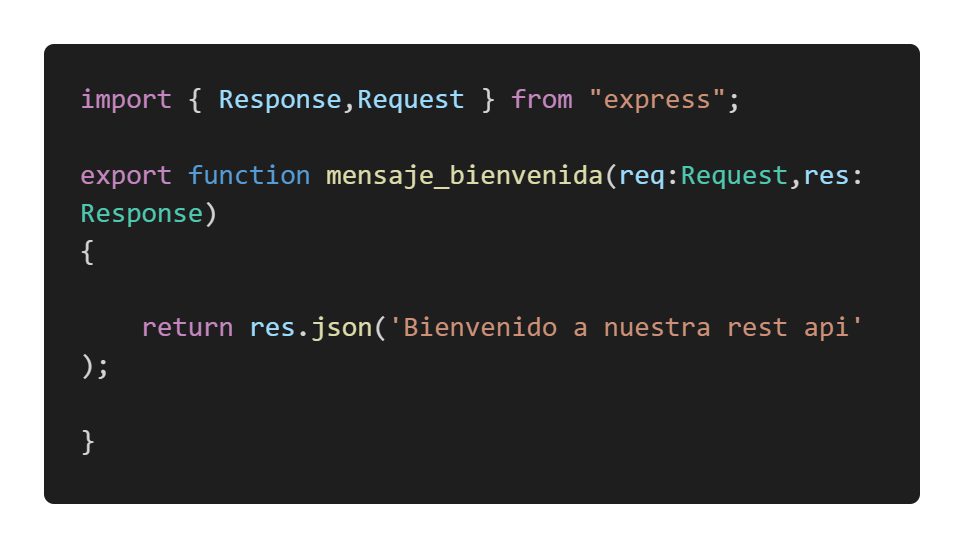 import { Response,Request } from "express";
export function mensaje_bienvenida(req:Request,res:
Response)
{
return res.json('Bienvenido a nuestra rest api'
);
}